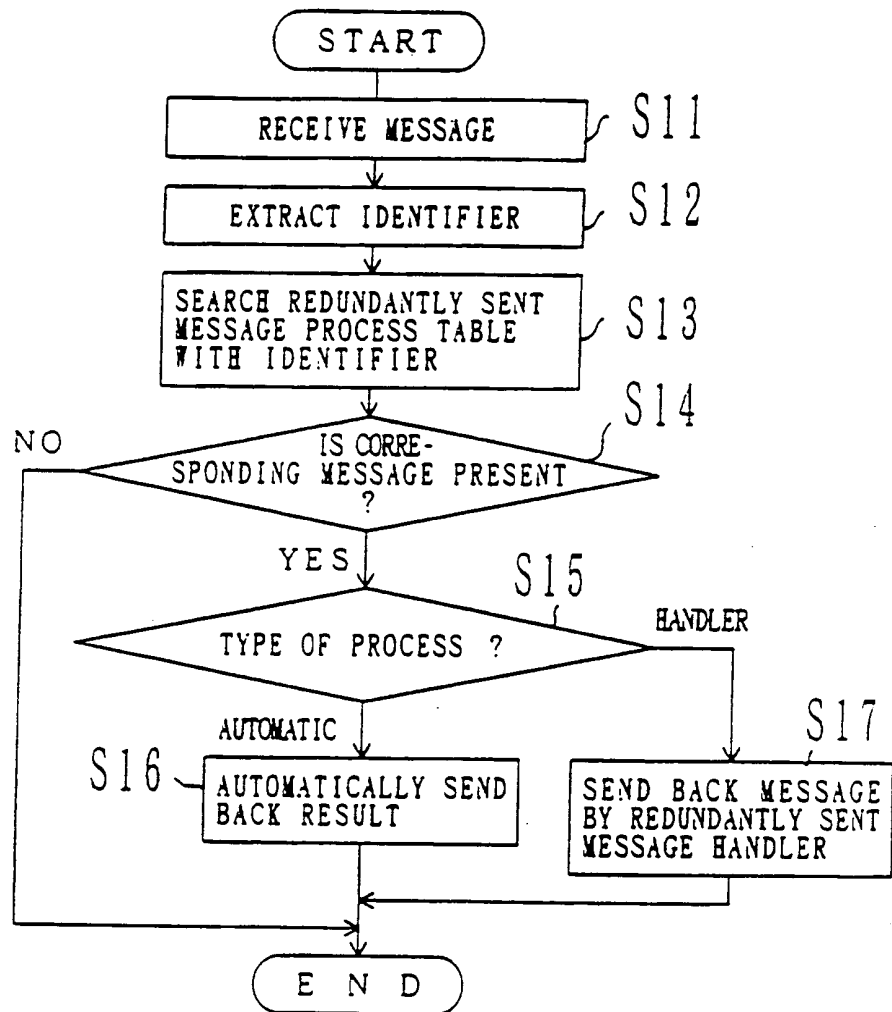 START
RECEIVE MESSAGE
S11
EXTRACT IDENTIFIER
S12
SEARCH REDUNDANTLY SENT
MESSAGE PROCESS TABLE
WITH IDENTIFIER
S13
S14
NO
IS CORRE-
SPONDING MESSAGE PRESENT
?
YES
S15
TYPE OF PROCESS ?
HANDLER
AUTOMATIC
S16
AUTOMATICALLY SEND
BACK RESULT
S17
SEND BACK MESSAGE
BY REDUNDANTLY SENT
MESSAGE HANDLER
END